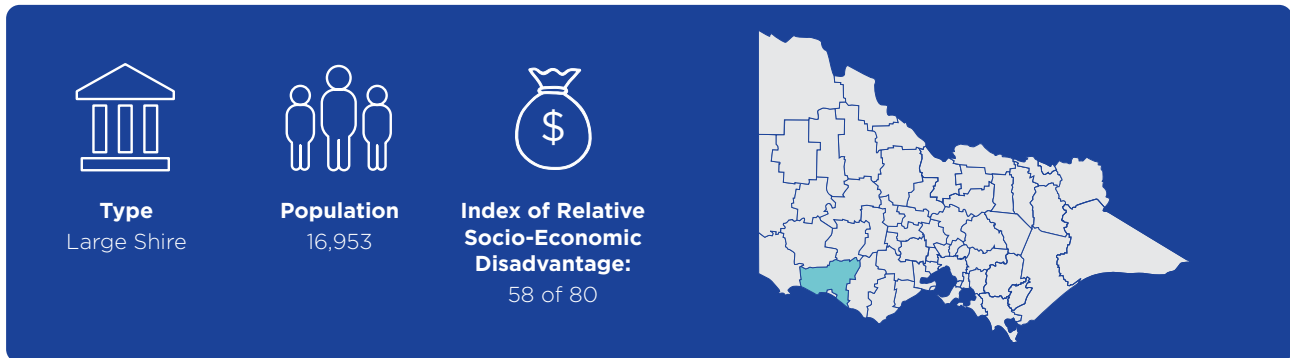 Type
Large Shire
Population
16,953
$
Index of Relative
Socio-Economic
Disadvantage:
58 of 80